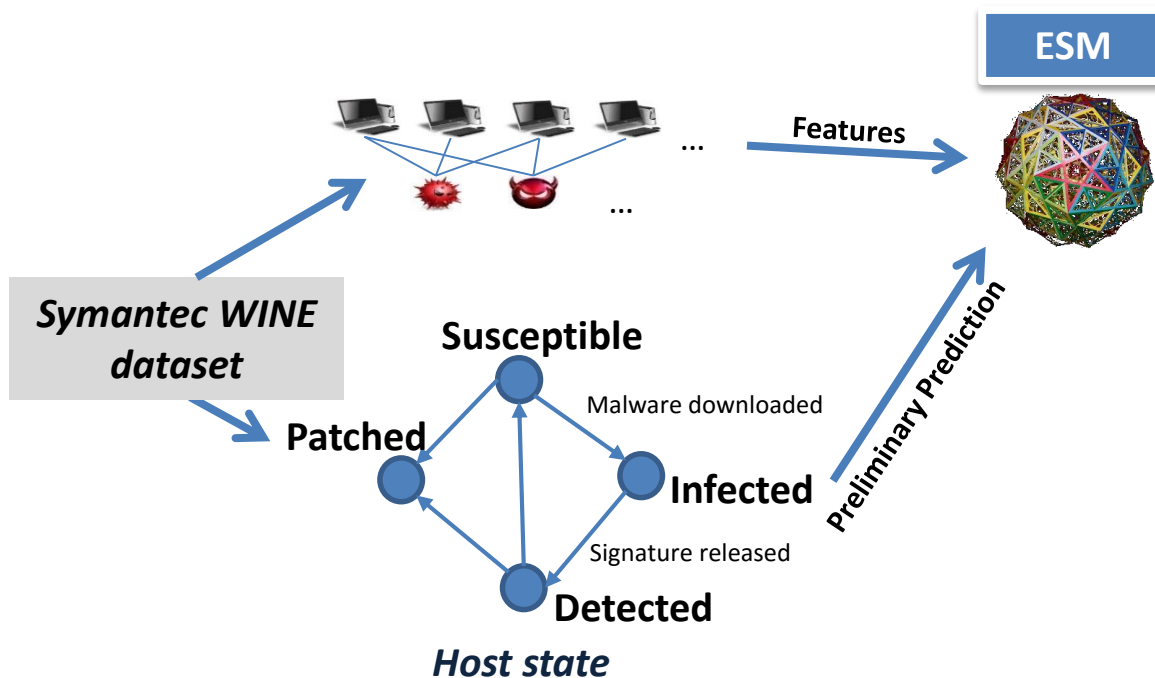 ESM
Features
...
...
Symantec WINE
dataset
Susceptible
Malware downloaded
Patched
Infected
Preliminary Prediction
Signature released
Detected
Host state